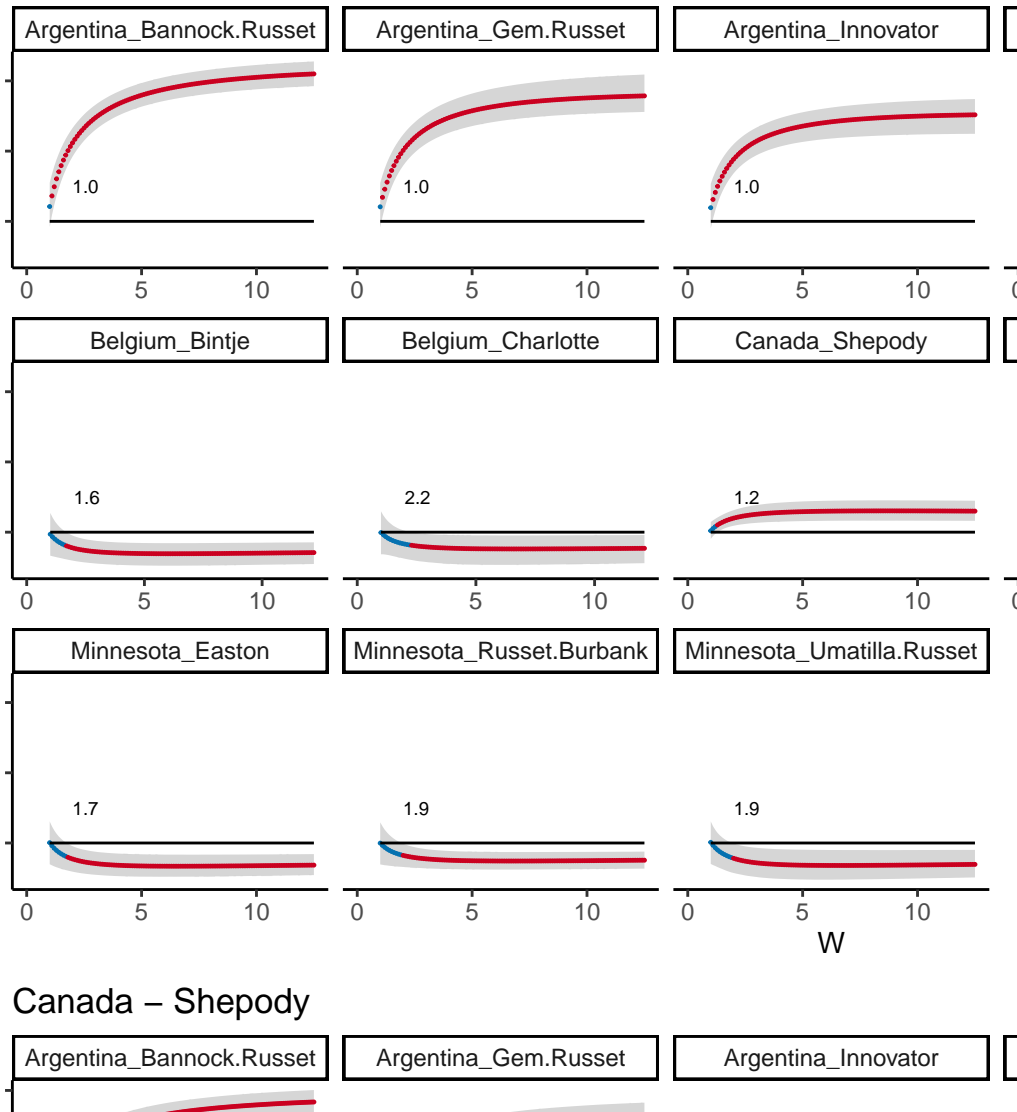 Argentina_Bannock.Russet Argentina_Gem.Russet Argentina_Innovator
1.0 1.0 1.0
0 5 10 0 5 10 0 5 10
Belgium_Bintje Belgium_Charlotte Canada_Shepody
1.6 2.2 1.2
0 5 10 0 5 10 0 5 10
Minnesota_Easton Minnesota_Russet.Burbank Minnesota_Umatilla.Russet
1.7 1.9 1.9
0 5 10 0 5 10 0 5 10
W
Canada – Shepody
Argentina_Bannock.Russet Argentina_Gem.Russet Argentina_Innovator